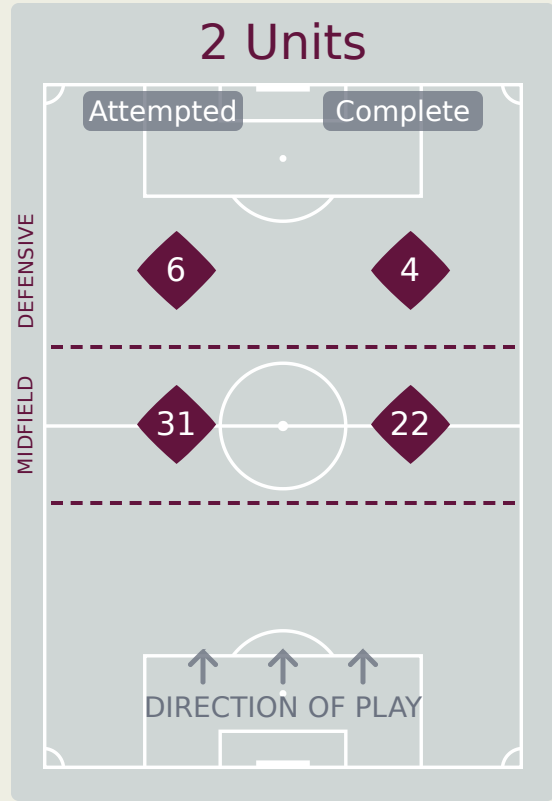 2 Units
Attempted
Complete
DEFENSIVE
6
4
MIDFIELD
31
22
DIRECTION OF PLAY